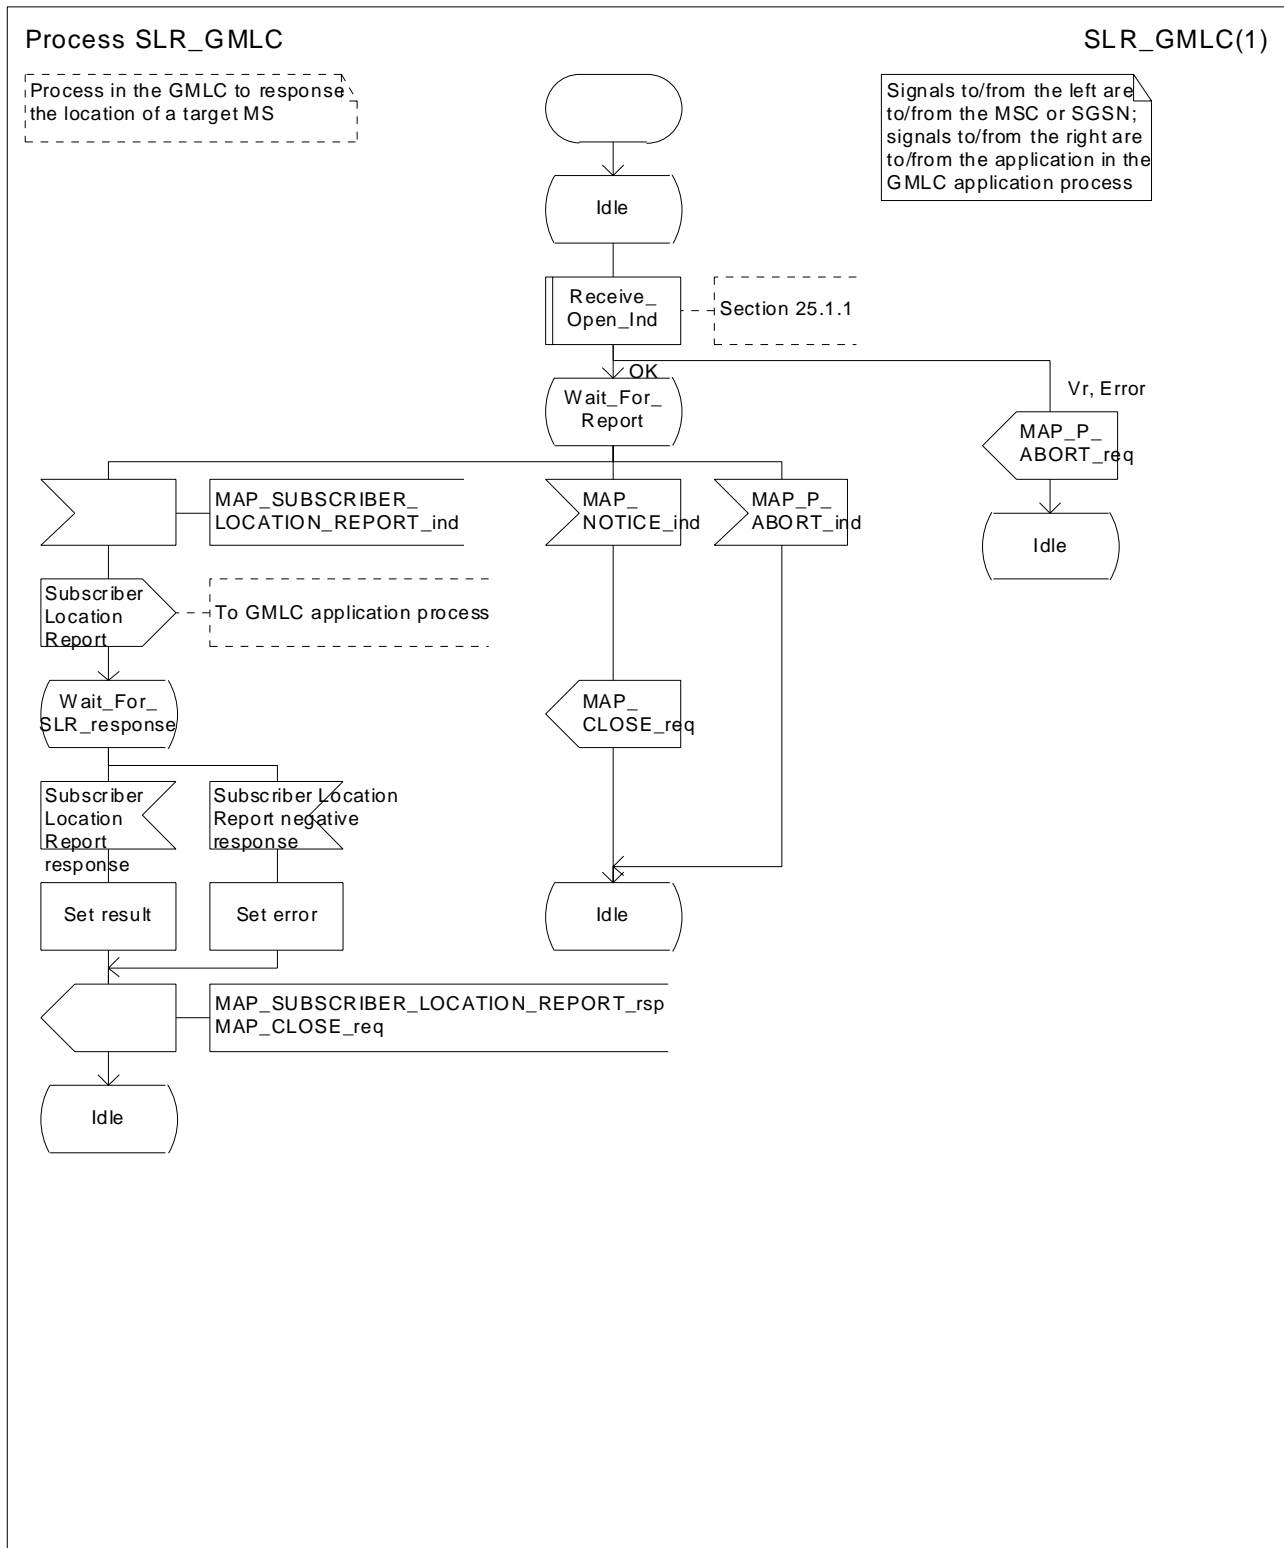 Process SLR_GMLC
SLR_GMLC(1)
Process in the GMLC to response
the location of a target MS
Signals to/from the left are
to/from the MSC or SGSN;
signals to/from the right are
to/from the application in the
GMLC application process
Idle
Receive_
Open_Ind
Section 25.1.1
OK
Vr, Error
Wait_For_
Report
MAP_P_
ABORT_req
Idle
MAP_SUBSCRIBER_
LOCATION_REPORT_ind
MAP_
NOTICE_ind
MAP_P_
ABORT_ind
Subscriber
Location
Report
To GMLC application process
Wait_For_
SLR_response
MAP_
CLOSE_req
Subscriber
Location
Report
response
Subscriber Location
Report negative
response
Set result
Set error
Idle
MAP_SUBSCRIBER_LOCATION_REPORT_rsp
MAP_CLOSE_req
Idle